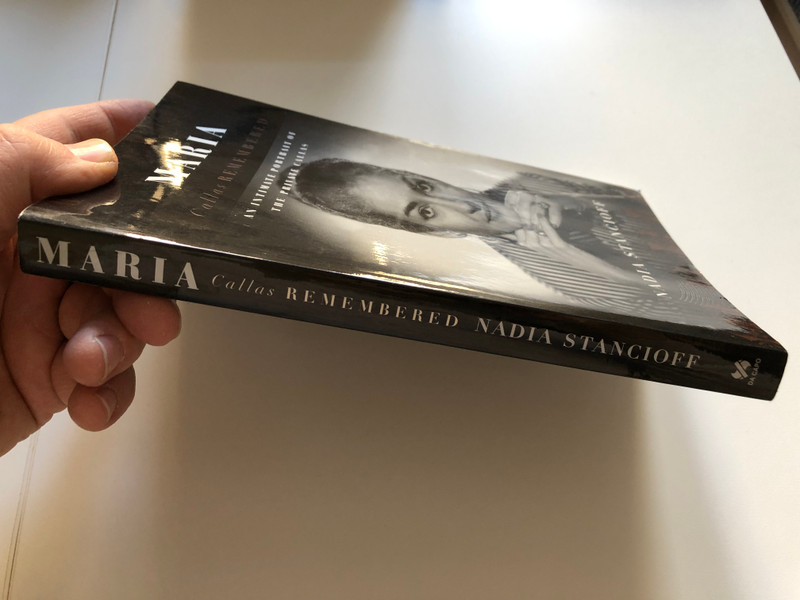 MARIA
Callas REMEMBERED
AN INTIMATE PORTRAIT OF
THE PRIVATE CALLAS
NADIA STANCIOFF
MARIA Callas REMEMBERED NADIA STANCIOFF
DA CAPO